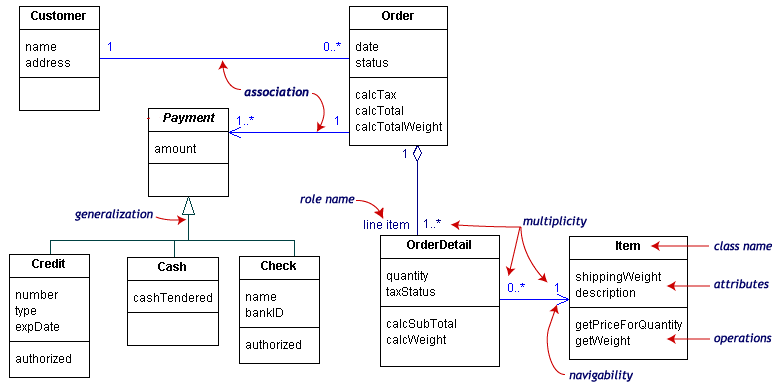 Customer
name
address
1
0..*
Order
date
status
calcTax
calcTotal
calcTotalWeight
association
Payment
amount
1..*
1
1
generalization
role name
line item
1..*
multiplicity
Credit
number
type
expDate
authorized
Cash
cashTendered
Check
name
bankID
authorized
OrderDetail
quantity
taxStatus
calcSubTotal
calcWeight
0..*
1
Item
shippingWeight
description
getPriceForQuantity
getWeight
class name
attributes
operations
navigability